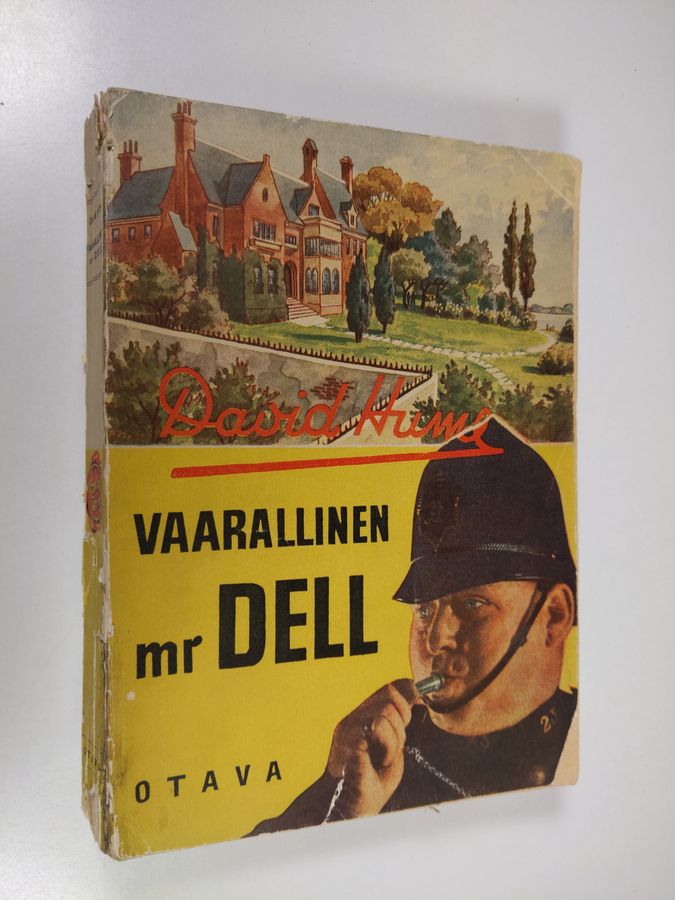 David Hume
VAARALLINEN
mr DELL
OTAVA